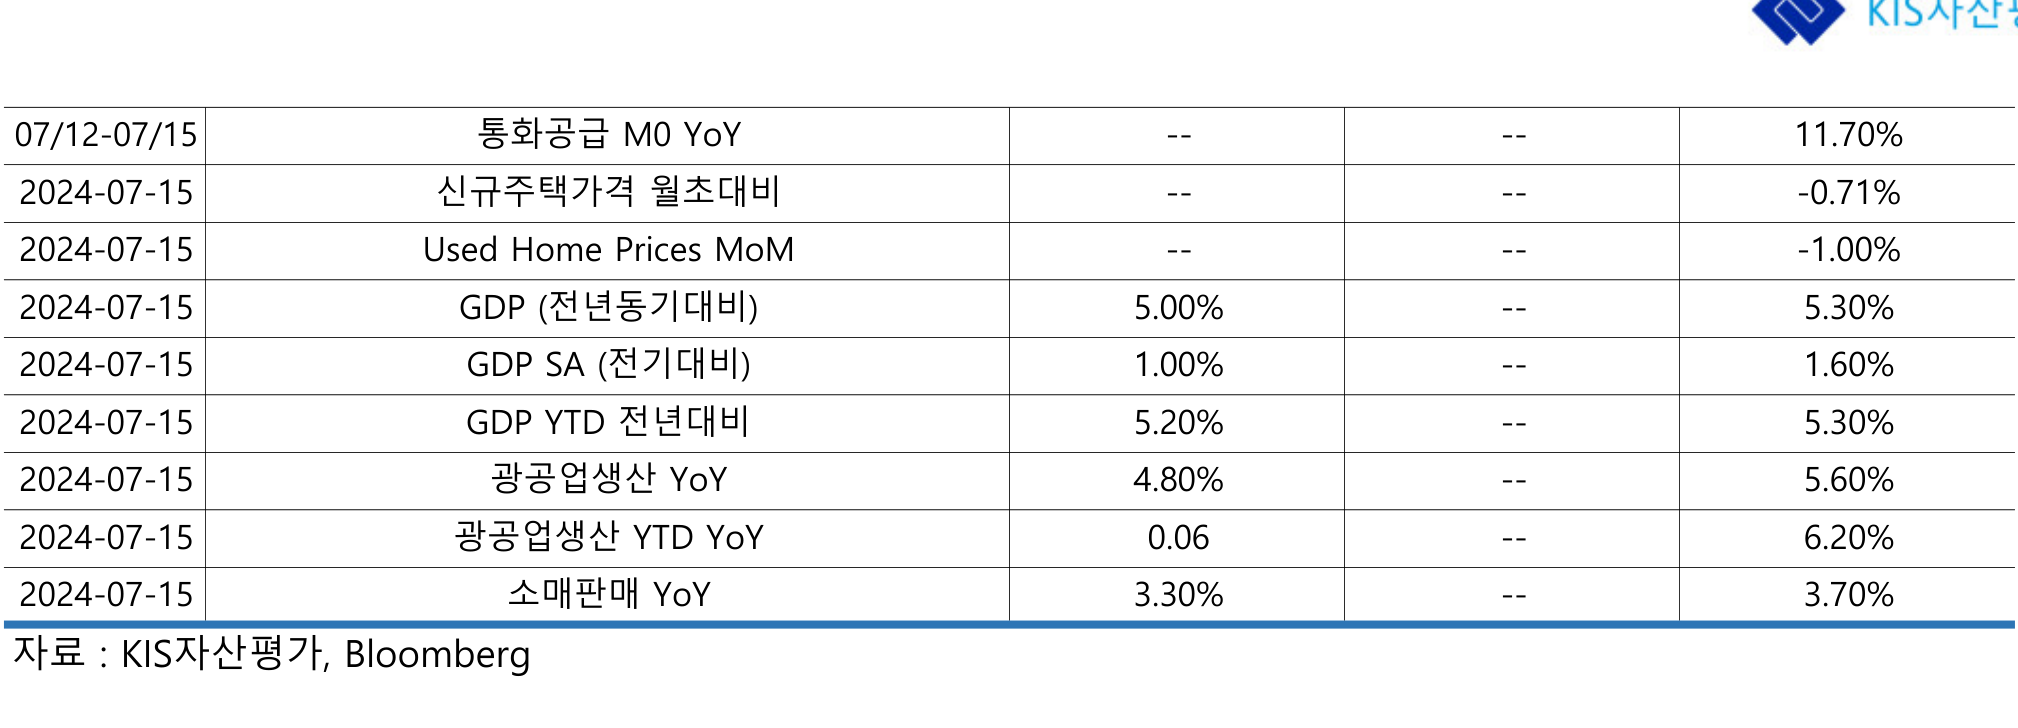 KIS자산
07/12-07/15 통화공급 M0 YoY -- -- 11.70%
2024-07-15 신규주택가격 월초대비 -- -- -0.71%
2024-07-15 Used Home Prices MoM -- -- -1.00%
2024-07-15 GDP (전년동기대비) 5.00% -- 5.30%
2024-07-15 GDP SA (전기대비) 1.00% -- 1.60%
2024-07-15 GDP YTD 전년대비 5.20% -- 5.30%
2024-07-15 광공업생산 YoY 4.80% -- 5.60%
2024-07-15 광공업생산 YTD YoY 0.06 -- 6.20%
2024-07-15 소매판매 YoY 3.30% -- 3.70%
자료 : KIS자산평가, Bloomberg